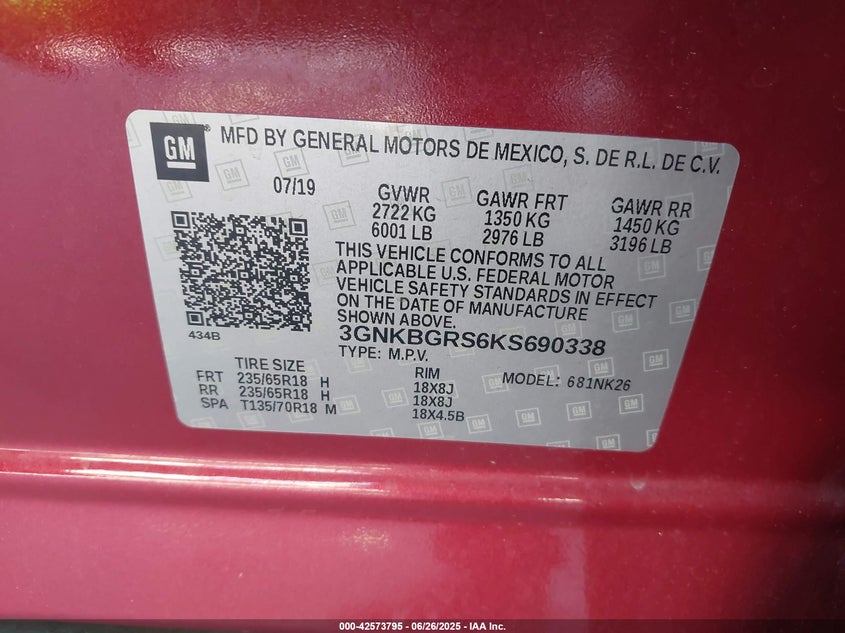 GM
MFD BY GENERAL MOTORS DE MEXICO, S. DE R.L. DE C.V.
07/19
GVWR
2722 KG
6001 LB
GAWR FRT
1350 KG
2976 LB
GAWR RR
1450 KG
3196 LB
THIS VEHICLE CONFORMS TO ALL
APPLICABLE U.S. FEDERAL MOTOR
VEHICLE SAFETY STANDARDS IN EFFECT
ON THE DATE OF MANUFACTURE
SHOWN ABOVE.
434B
3GNKBGRS6KS690338
TYPE: M.P.V.
MODEL: 681NK26
TIRE SIZE RIM
FRT 235/65R18 H 18X8J
RR 235/65R18 H 18X8J
SPA T135/70R18 M 18X4.5B
000-42573795 - 06/26/2025 - IAA Inc.